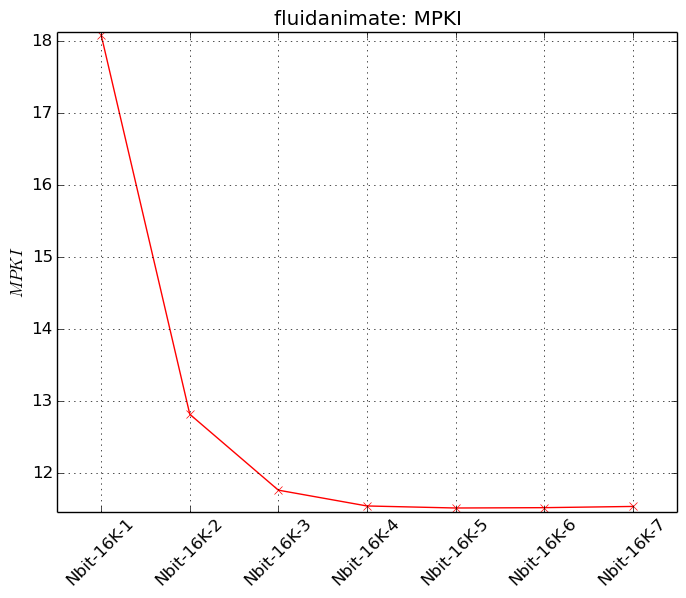 fluidanimate: MPKI
18
17
16
15
14
13
12
MPKI
Nbit-16K-1
Nbit-16K-2
Nbit-16K-3
Nbit-16K-4
Nbit-16K-5
Nbit-16K-6
Nbit-16K-7